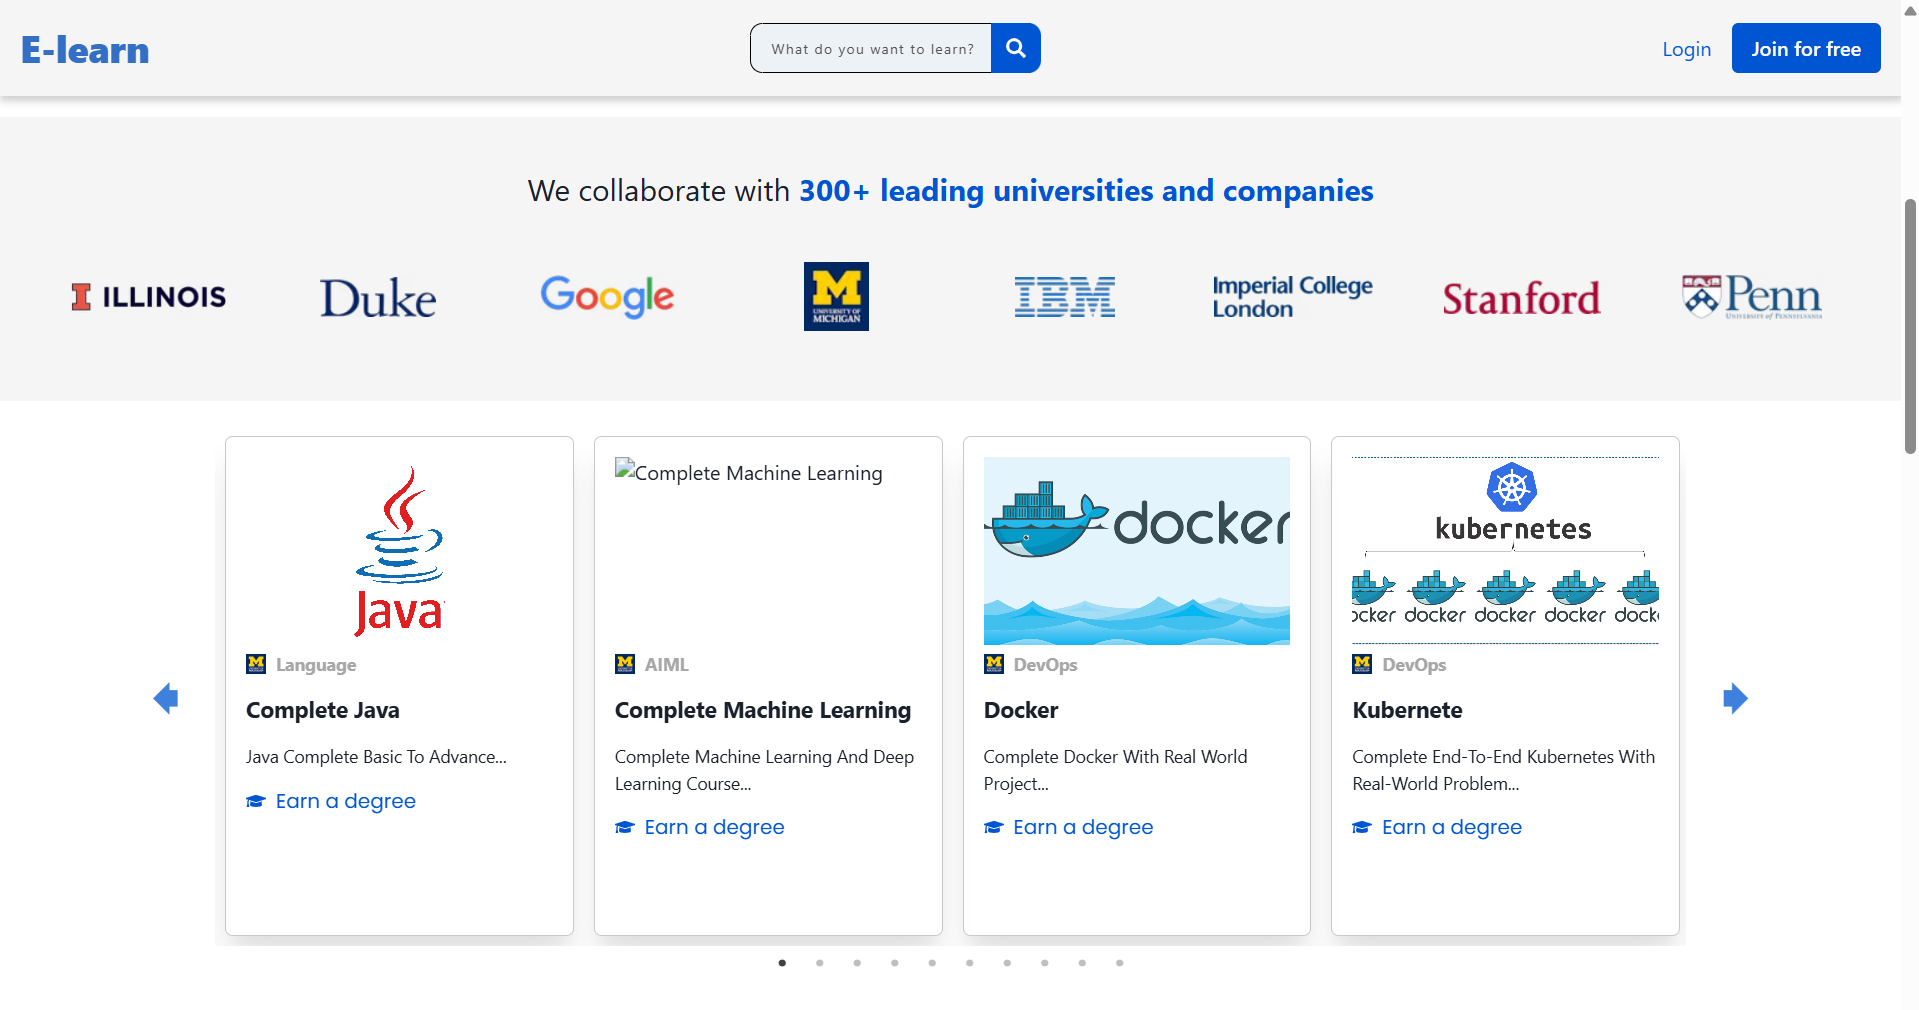 E-learn
What do you want to learn?
Login
Join for free
We collaborate with 300+ leading universities and companies
ILLINOIS
Duke
Google
M
UNIVERSITY OF
MICHIGAN
IBM
Imperial College
London
Stanford
Penn
UNIVERSITY OF PENNSYLVANIA
Java
Language
Complete Java
Java Complete Basic To Advance...
Earn a degree
Complete Machine Learning
AIML
Complete Machine Learning
Complete Machine Learning And Deep
Learning Course...
Earn a degree
docker
DevOps
Docker
Complete Docker With Real World
Project...
Earn a degree
kubernetes
ocker docker docker docker dock
DevOps
Kubernete
Complete End-To-End Kubernetes With
Real-World Problem...
Earn a degree